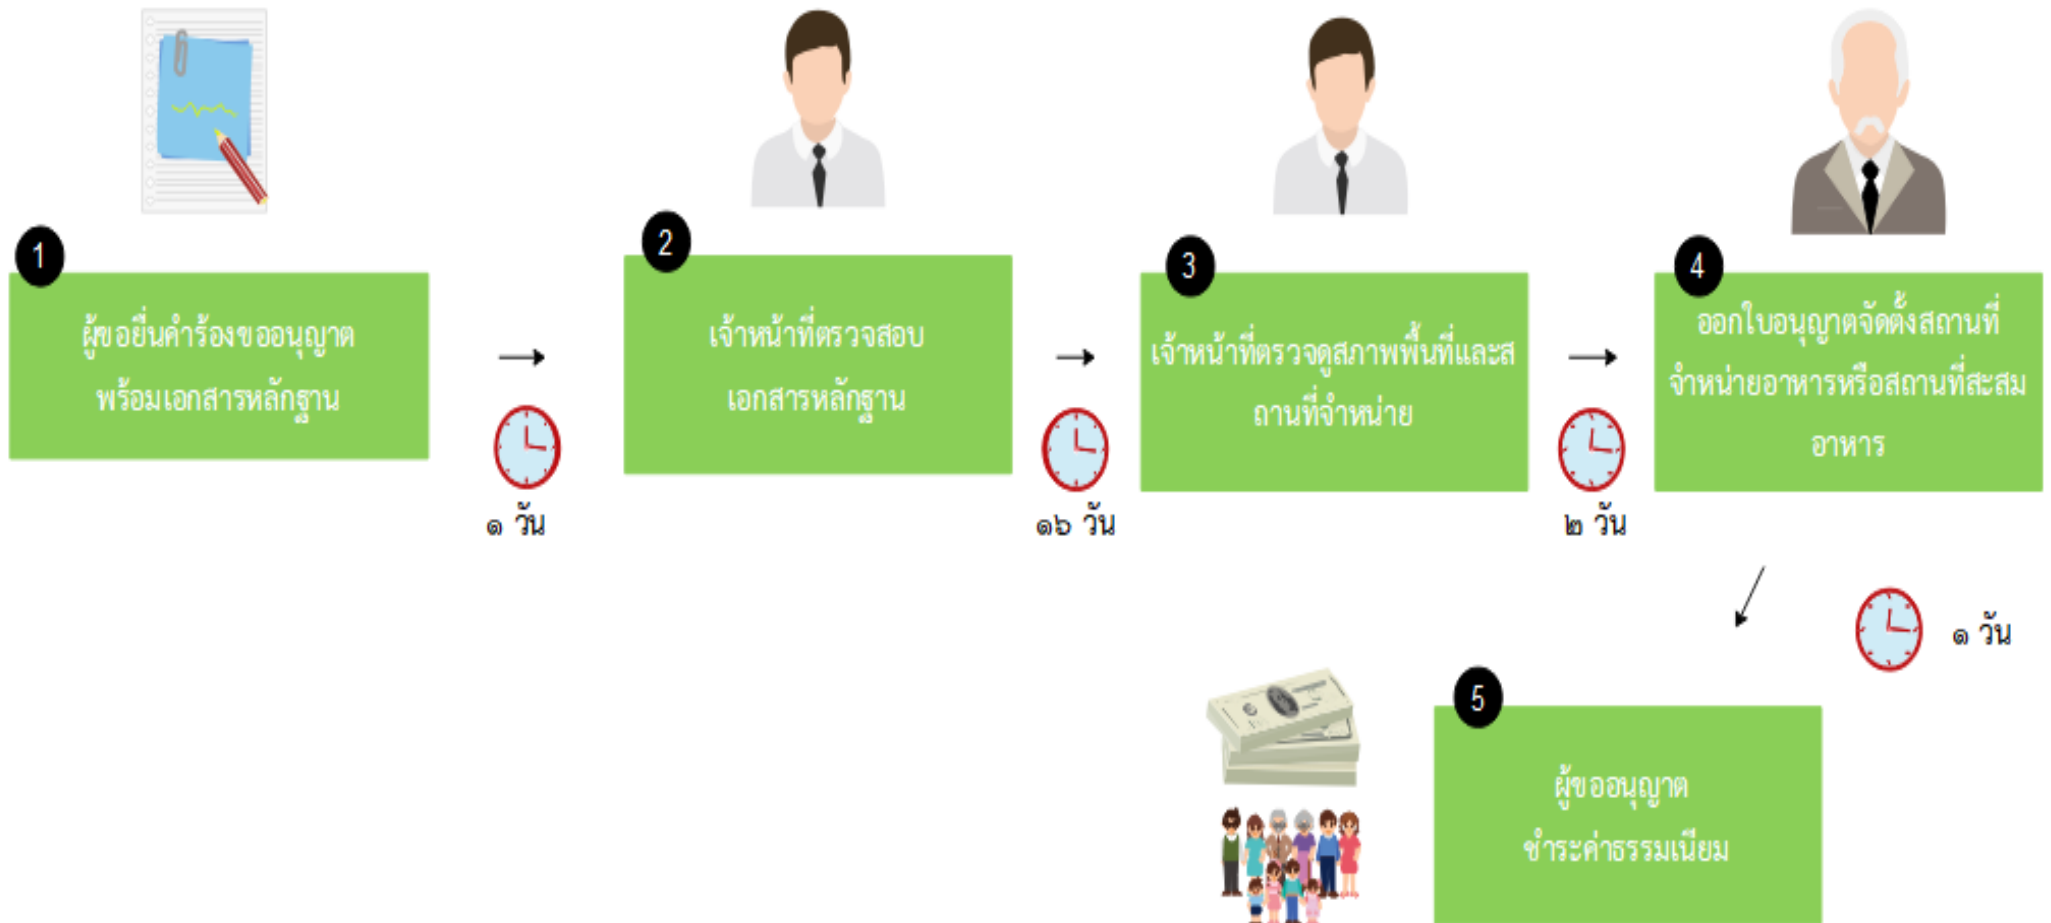 1
ผู้ขอยื่นคำร้องขออนุญาต
พร้อมเอกสารหลักฐาน
๑ วัน
2
เจ้าหน้าที่ตรวจสอบ
เอกสารหลักฐาน
๑๖ วัน
3
เจ้าหน้าที่ตรวจดูสภาพพื้นที่และส
ถานที่จำหน่าย
๒ วัน
4
ออกใบอนุญาตจัดตั้งสถานที่
จำหน่ายอาหารหรือสถานที่สะสม
อาหาร
๑ วัน
5
ผู้ขออนุญาต
ชำระค่าธรรมเนียม